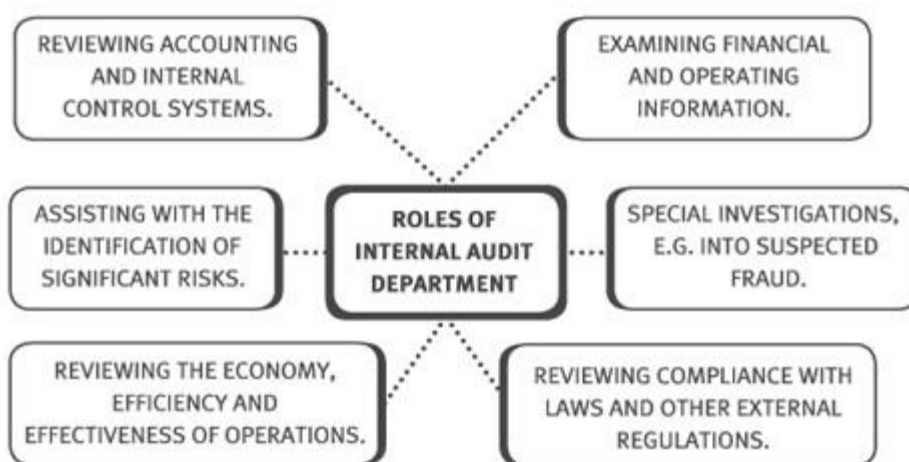 REVIEWING ACCOUNTING
AND INTERNAL
CONTROL SYSTEMS.
EXAMINING FINANCIAL
AND OPERATING
INFORMATION.
ASSISTING WITH THE
IDENTIFICATION OF
SIGNIFICANT RISKS.
ROLES OF
INTERNAL AUDIT
DEPARTMENT
SPECIAL INVESTIGATIONS,
E.G. INTO SUSPECTED
FRAUD.
REVIEWING THE ECONOMY,
EFFICIENCY AND
EFFECTIVENESS OF OPERATIONS.
REVIEWING COMPLIANCE WITH
LAWS AND OTHER EXTERNAL
REGULATIONS.